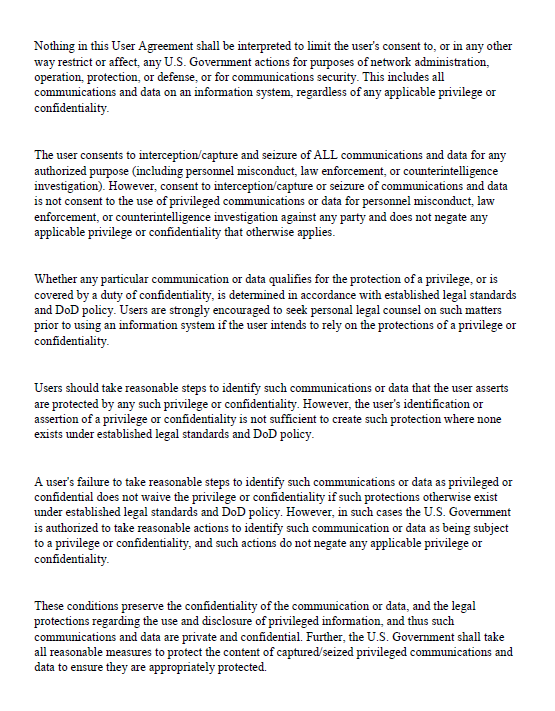 Nothing in this User Agreement shall be interpreted to limit the user's consent to, or in any other
way restrict or affect, any U.S. Government actions for purposes of network administration,
operation, protection, or defense, or for communications security. This includes all
communications and data on an information system, regardless of any applicable privilege or
confidentiality.
The user consents to interception/capture and seizure of ALL communications and data for any
authorized purpose (including personnel misconduct, law enforcement, or counterintelligence
investigation). However, consent to interception/capture or seizure of communications and data
is not consent to the use of privileged communications or data for personnel misconduct, law
enforcement, or counterintelligence investigation against any party and does not negate any
applicable privilege or confidentiality that otherwise applies.
Whether any particular communication or data qualifies for the protection of a privilege, or is
covered by a duty of confidentiality, is determined in accordance with established legal standards
and DoD policy. Users are strongly encouraged to seek personal legal counsel on such matters
prior to using an information system if the user intends to rely on the protections of a privilege or
confidentiality.
Users should take reasonable steps to identify such communications or data that the user asserts
are protected by any such privilege or confidentiality. However, the user's identification or
assertion of a privilege or confidentiality is not sufficient to create such protection where none
exists under established legal standards and DoD policy.
A user's failure to take reasonable steps to identify such communications or data as privileged or
confidential does not waive the privilege or confidentiality if such protections otherwise exist
under established legal standards and DoD policy. However, in such cases the U.S. Government
is authorized to take reasonable actions to identify such communication or data as being subject
to a privilege or confidentiality, and such actions do not negate any applicable privilege or
confidentiality.
These conditions preserve the confidentiality of the communication or data, and the legal
protections regarding the use and disclosure of privileged information, and thus such
communications and data are private and confidential. Further, the U.S. Government shall take
all reasonable measures to protect the content of captured/seized privileged communications and
data to ensure they are appropriately protected.